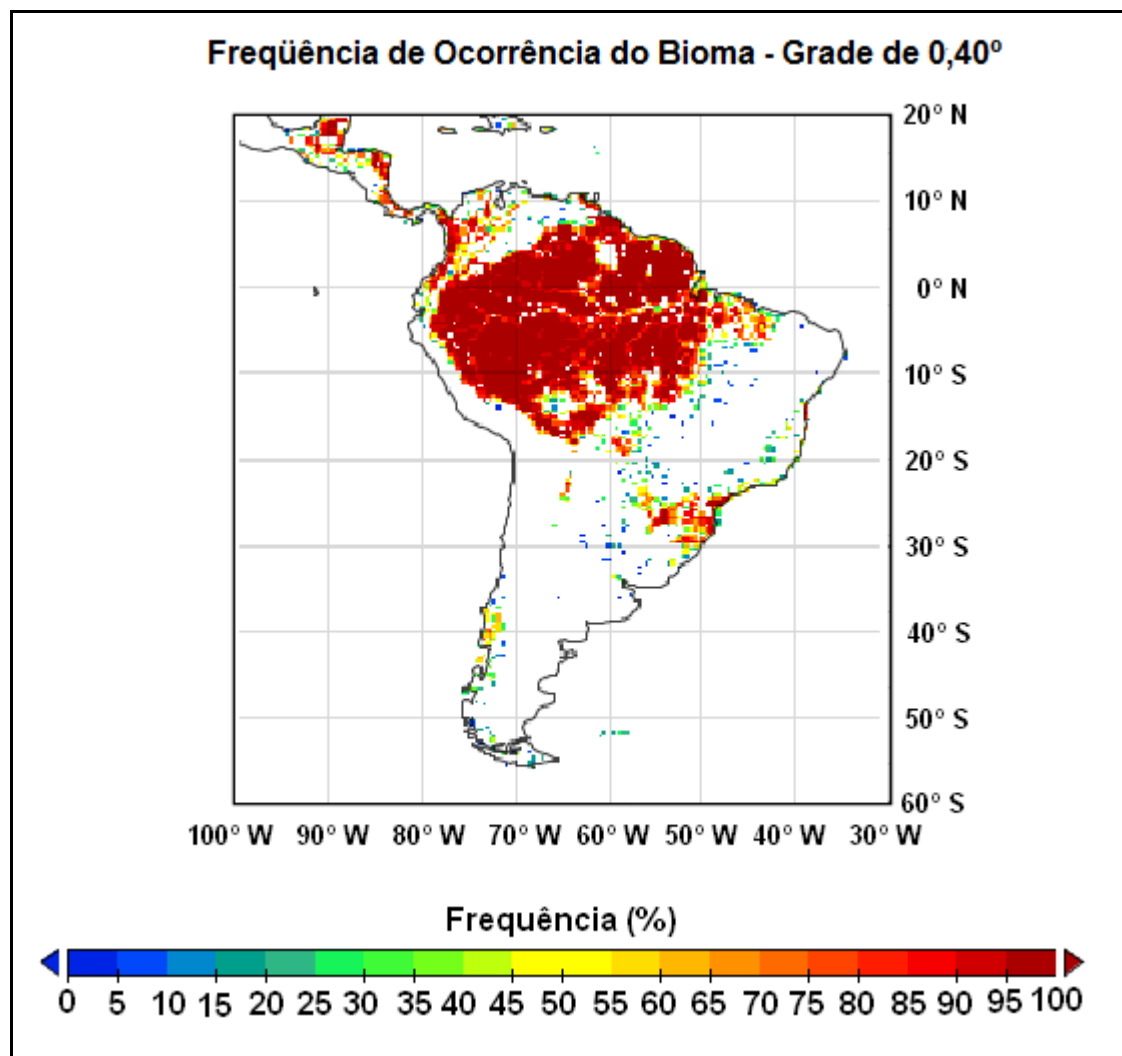 Freqüência de Ocorrência do Bioma - Grade de 0,40º
20° N
10° N
0° N
10° S
20° S
30° S
40° S
50° S
60° S
100° W 90° W 80° W 70° W 60° W 50° W 40° W 30° W
Frequência (%)
0 5 10 15 20 25 30 35 40 45 50 55 60 65 70 75 80 85 90 95 100